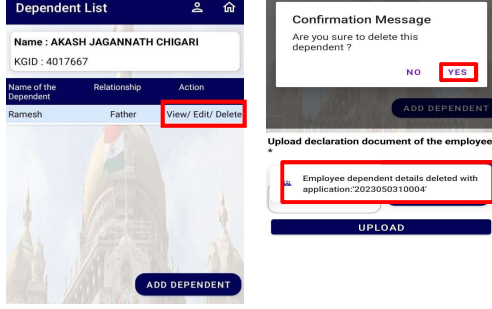 Dependent List
Name : AKASH JAGANNATH CHIGARI
KGID : 4017667
Name of the Dependent Relationship Action
Ramesh Father View/ Edit/ Delete
ADD DEPENDENT
Confirmation Message
Are you sure to delete this
dependent ?
NO YES
ADD DEPENDENT
Upload declaration document of the employee
*
Employee dependent details deleted with
application:'2023050310004'
UPLOAD